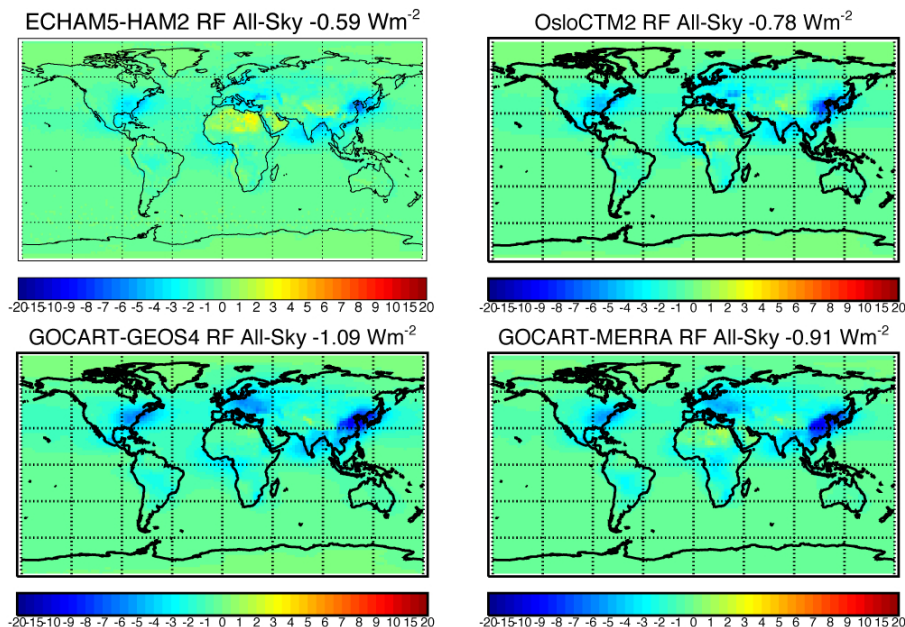 ECHAM5-HAM2 RF All-Sky -0.59 Wm⁻²
OsloCTM2 RF All-Sky -0.78 Wm⁻²
-20-15-10-9 -8 -7 -6 -5 -4 -3 -2 -1 0 1 2 3 4 5 6 7 8 9 10 15 20
-20-15-10-9 -8 -7 -6 -5 -4 -3 -2 -1 0 1 2 3 4 5 6 7 8 9 10 15 20
GOCART-GEOS4 RF All-Sky -1.09 Wm⁻²
GOCART-MERRA RF All-Sky -0.91 Wm⁻²
-20-15-10-9 -8 -7 -6 -5 -4 -3 -2 -1 0 1 2 3 4 5 6 7 8 9 10 15 20
-20-15-10-9 -8 -7 -6 -5 -4 -3 -2 -1 0 1 2 3 4 5 6 7 8 9 10 15 20